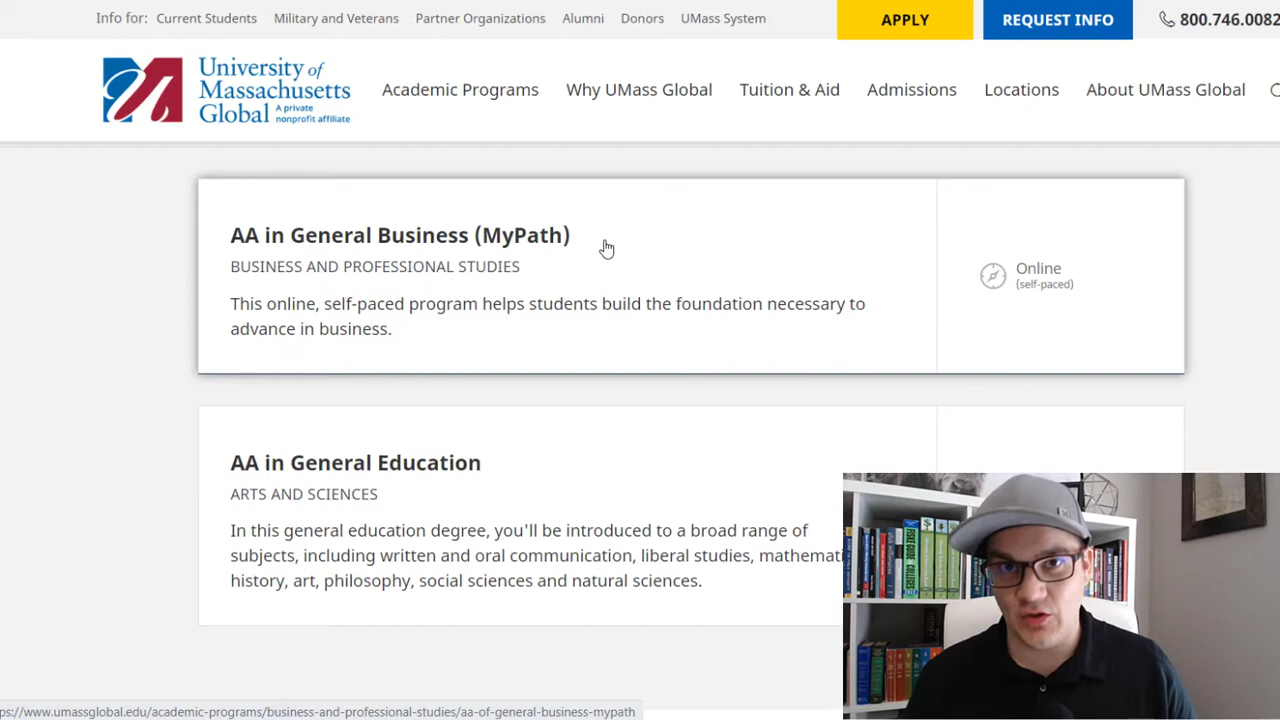 Info for: Current Students Military and Veterans Partner Organizations Alumni Donors UMass System APPLY REQUEST INFO 800.746.0082
University of
Massachusetts
Global A private
nonprofit affiliate
Academic Programs Why UMass Global Tuition & Aid Admissions Locations About UMass Global
AA in General Business (MyPath)
BUSINESS AND PROFESSIONAL STUDIES
This online, self-paced program helps students build the foundation necessary to
advance in business.
Online
(self-paced)
AA in General Education
ARTS AND SCIENCES
In this general education degree, you'll be introduced to a broad range of
subjects, including written and oral communication, liberal studies, mathemat
history, art, philosophy, social sciences and natural sciences.
ps://www.umassglobal.edu/academic-programs/business-and-professional-studies/aa-of-general-business-mypath